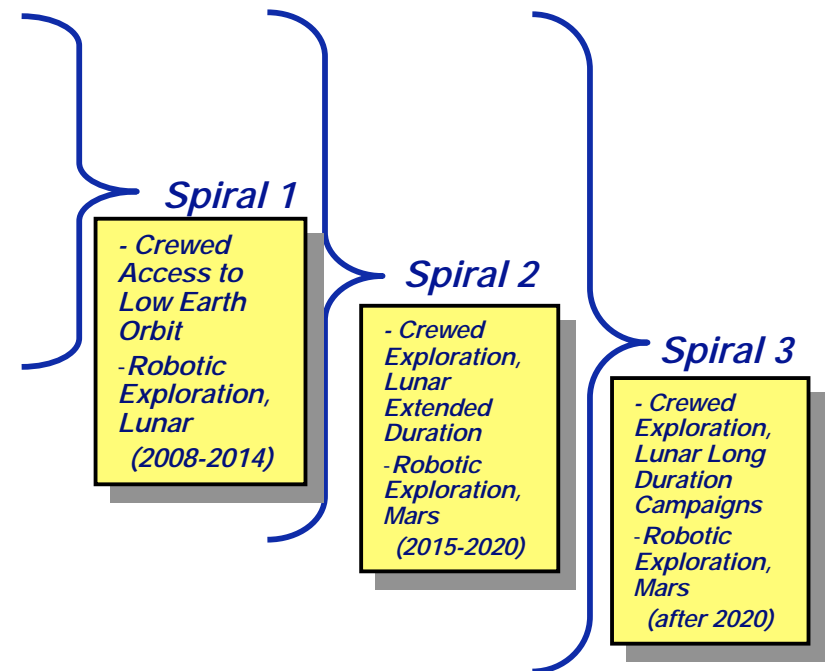 Spiral 1
- Crewed
Access to
Low Earth
Orbit
-Robotic
Exploration,
Lunar
(2008-2014)
Spiral 2
- Crewed
Exploration,
Lunar
Extended
Duration
-Robotic
Exploration,
Mars
(2015-2020)
Spiral 3
- Crewed
Exploration,
Lunar Long
Duration
Campaigns
-Robotic
Exploration,
Mars
(after 2020)